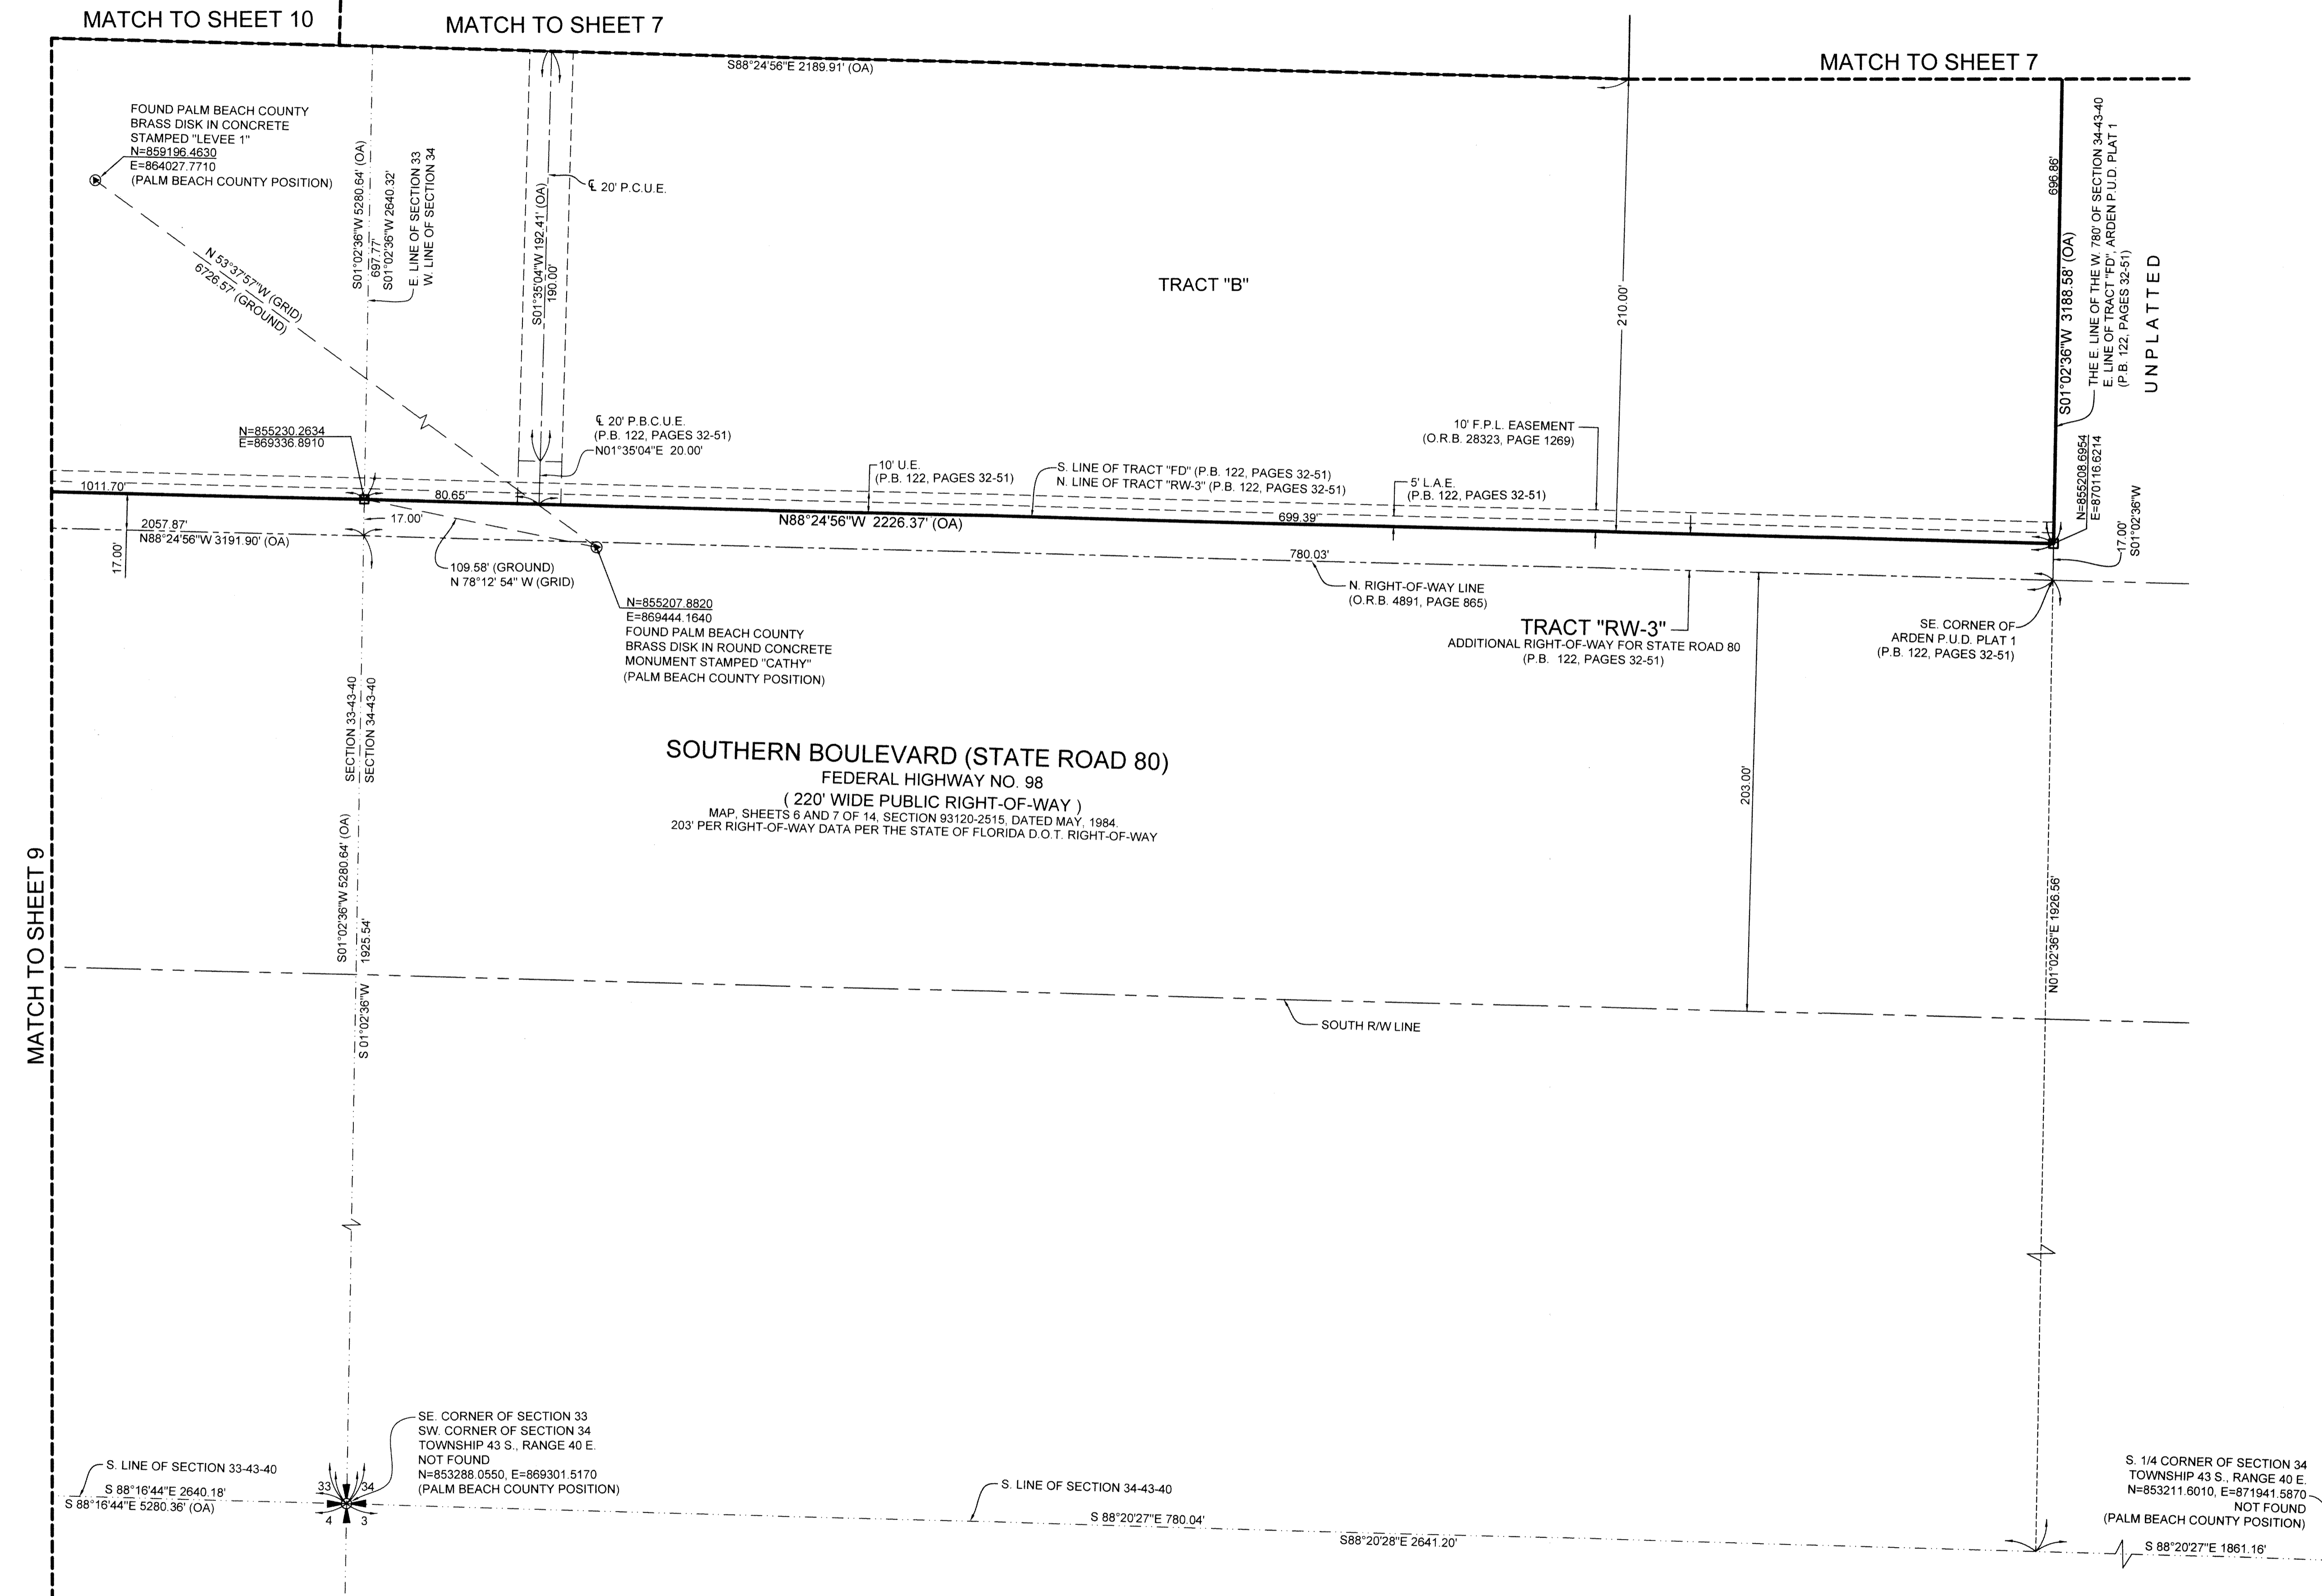 MATCH TO SHEET 10
MATCH TO SHEET 7
MATCH TO SHEET 7
S88°24'56"E 2189.91' (OA)
FOUND PALM BEACH COUNTY
BRASS DISK IN CONCRETE
STAMPED "LEVEE 1"
N=859196.4630
E=864027.7710
(PALM BEACH COUNTY POSITION)
N 53°37'57"W (GRID)
6726.57' (GROUND)
S01°02'36"W 5280.64' (OA)
697.77'
S01°02'36"W 2640.32'
E. LINE OF SECTION 33
W. LINE OF SECTION 34
S01°35'04"W 192.41' (OA)
190.00'
℄ 20' P.C.U.E.
TRACT "B"
210.00'
696.86'
S01°02'36"W 3188.58' (OA)
THE E. LINE OF THE W. 780' OF SECTION 34-43-40
E. LINE OF TRACT "FD", ARDEN P.U.D. PLAT 1
(P.B. 122, PAGES 32-51)
UNPLATTED
N=855230.2634
E=869336.8910
℄ 20' P.B.C.U.E.
(P.B. 122, PAGES 32-51)
N01°35'04"E 20.00'
10' U.E.
(P.B. 122, PAGES 32-51)
S. LINE OF TRACT "FD" (P.B. 122, PAGES 32-51)
N. LINE OF TRACT "RW-3" (P.B. 122, PAGES 32-51)
10' F.P.L. EASEMENT
(O.R.B. 28323, PAGE 1269)
5' L.A.E.
(P.B. 122, PAGES 32-51)
N=855208.6954
E=870116.6214
17.00'
S01°02'36"W
1011.70'
80.65'
17.00'
N88°24'56"W 2226.37' (OA)
699.39'
2057.87'
N88°24'56"W 3191.90' (OA)
17.00'
109.58' (GROUND)
N 78°12' 54" W (GRID)
780.03'
N. RIGHT-OF-WAY LINE
(O.R.B. 4891, PAGE 865)
N=855207.8820
E=869444.1640
FOUND PALM BEACH COUNTY
BRASS DISK IN ROUND CONCRETE
MONUMENT STAMPED "CATHY"
(PALM BEACH COUNTY POSITION)
TRACT "RW-3"
ADDITIONAL RIGHT-OF-WAY FOR STATE ROAD 80
(P.B. 122, PAGES 32-51)
SE. CORNER OF
ARDEN P.U.D. PLAT 1
(P.B. 122, PAGES 32-51)
SECTION 33-43-40
SECTION 34-43-40
SOUTHERN BOULEVARD (STATE ROAD 80)
FEDERAL HIGHWAY NO. 98
( 220' WIDE PUBLIC RIGHT-OF-WAY )
MAP, SHEETS 6 AND 7 OF 14, SECTION 93120-2515, DATED MAY, 1984.
203' PER RIGHT-OF-WAY DATA PER THE STATE OF FLORIDA D.O.T. RIGHT-OF-WAY
203.00'
MATCH TO SHEET 9
S01°02'36"W 5280.64' (OA)
S 01°02'36"W 1925.54'
N01°02'36"E 1926.56'
SOUTH R/W LINE
SE. CORNER OF SECTION 33
SW. CORNER OF SECTION 34
TOWNSHIP 43 S., RANGE 40 E.
NOT FOUND
N=853288.0550, E=869301.5170
(PALM BEACH COUNTY POSITION)
S. LINE OF SECTION 33-43-40
S 88°16'44"E 2640.18'
S 88°16'44"E 5280.36' (OA)
33 34
4 3
S. LINE OF SECTION 34-43-40
S 88°20'27"E 780.04'
S88°20'28"E 2641.20'
S. 1/4 CORNER OF SECTION 34
TOWNSHIP 43 S., RANGE 40 E.
N=853211.6010, E=871941.5870
NOT FOUND
(PALM BEACH COUNTY POSITION)
S 88°20'27"E 1861.16'